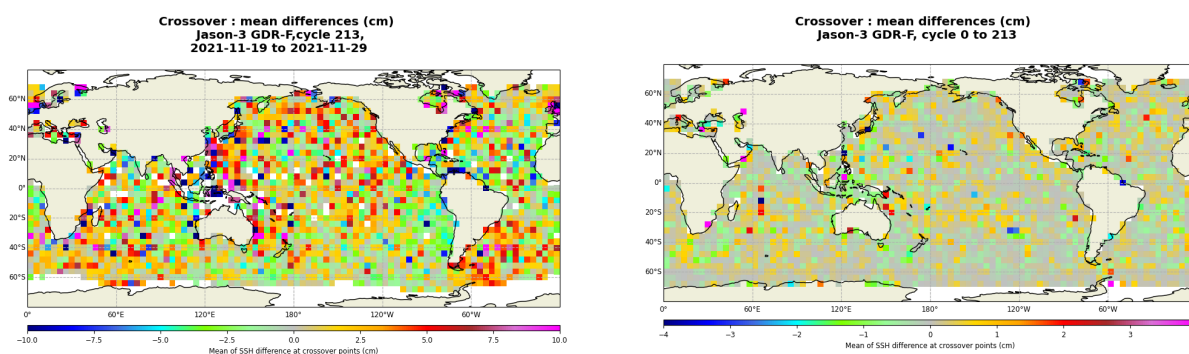 Crossover : mean differences (cm)
Jason-3 GDR-F,cycle 213,
2021-11-19 to 2021-11-29
60°N
40°N
20°N
0°
20°S
40°S
60°S
0° 60°E 120°E 180° 120°W 60°W
−10.0 −7.5 −5.0 −2.5 0.0 2.5 5.0 7.5 10.0
Mean of SSH difference at crossover points (cm)
Crossover : mean differences (cm)
Jason-3 GDR-F, cycle 0 to 213
60°N
40°N
20°N
0°
20°S
40°S
60°S
0° 60°E 120°E 180° 120°W 60°W
−4 −3 −2 −1 0 1 2 3
Mean of SSH difference at crossover points (cm)